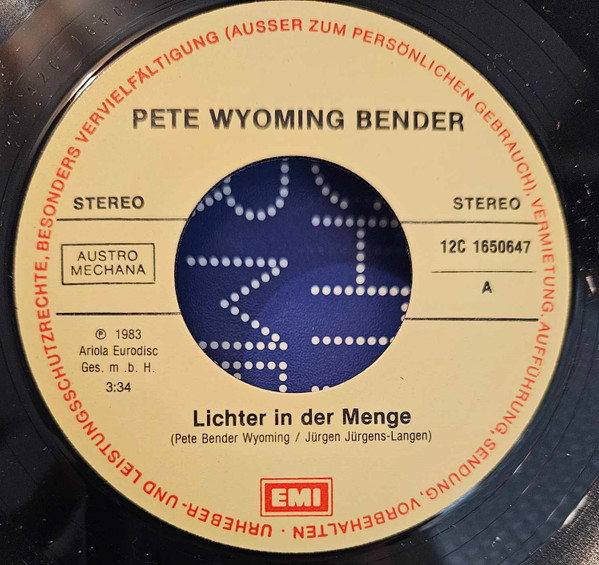 PETE WYOMING BENDER
STEREO
STEREO
AUSTRO
MECHANA
12C 1650647
A
℗ 1983
Ariola Eurodisc
Ges. m .b. H.
3:34
Lichter in der Menge
(Pete Bender Wyoming / Jürgen Jürgens-Langen)
EMI
URHEBER- UND LEISTUNGSSCHUTZRECHTE, BESONDERS VERVIELFÄLTIGUNG (AUSSER ZUM PERSÖNLICHEN GEBRAUCH), VERMIETUNG, AUFFÜHRUNG, SENDUNG, VORBEHALTEN ·